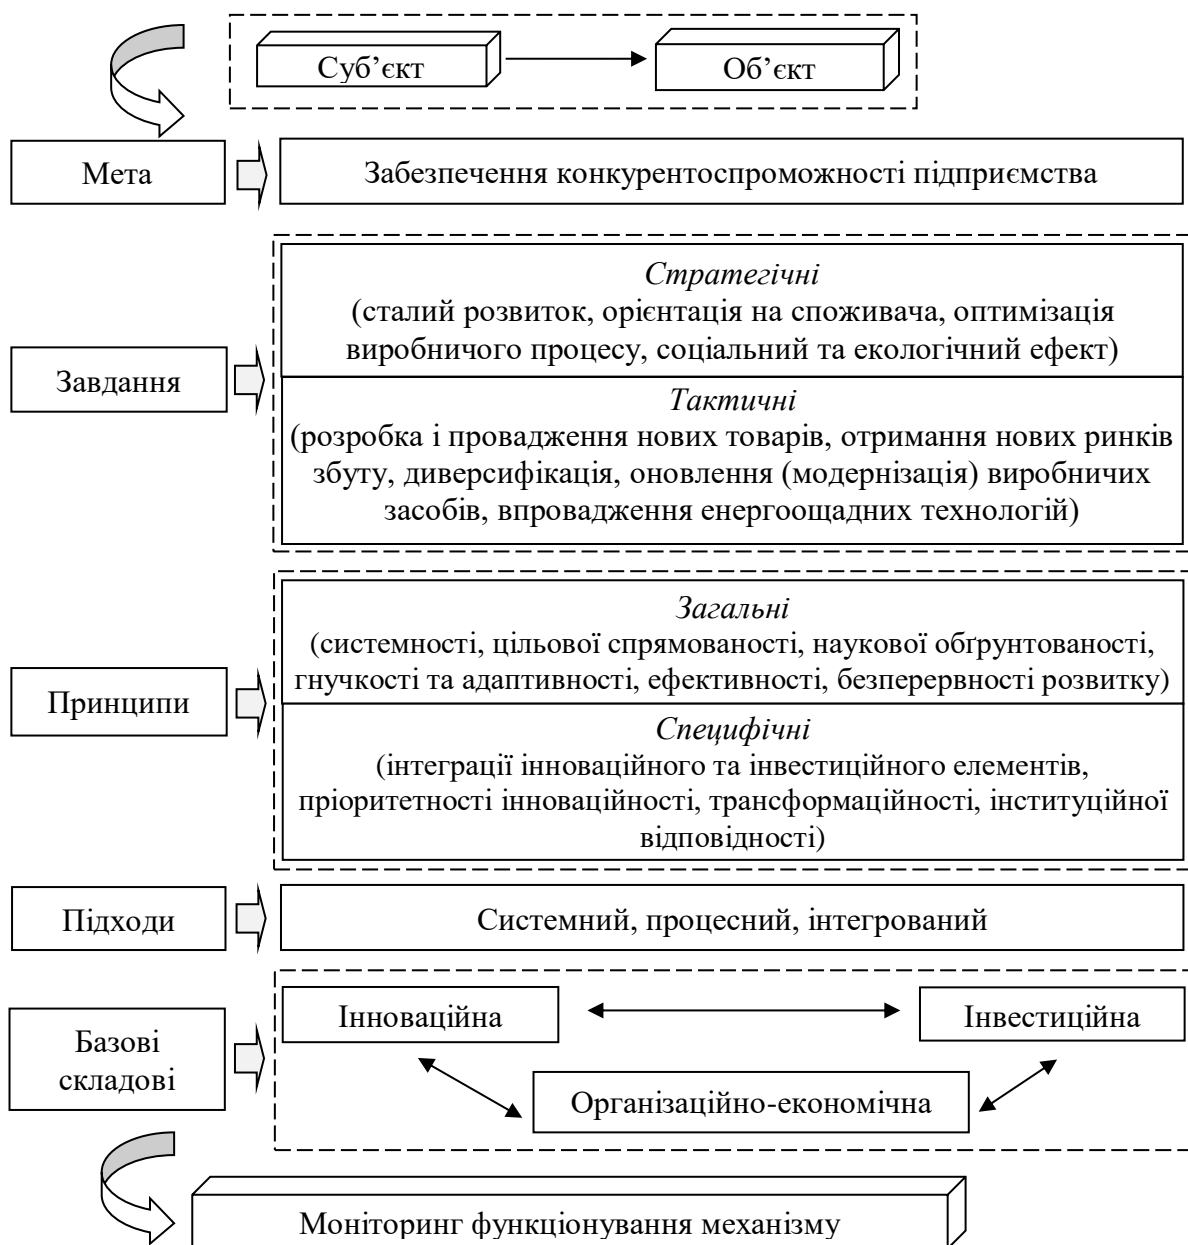 Суб’єкт
Об’єкт
Мета
Забезпечення конкурентоспроможності підприємства
Завдання
Стратегічні
(сталий розвиток, орієнтація на споживача, оптимізація
виробничого процесу, соціальний та екологічний ефект)
Тактичні
(розробка і провадження нових товарів, отримання нових ринків
збуту, диверсифікація, оновлення (модернізація) виробничих
засобів, впровадження енергоощадних технологій)
Принципи
Загальні
(системності, цільової спрямованості, наукової обґрунтованості,
гнучкості та адаптивності, ефективності, безперервності розвитку)
Специфічні
(інтеграції інноваційного та інвестиційного елементів,
пріоритетності інноваційності, трансформаційності, інституційної
відповідності)
Підходи
Системний, процесний, інтегрований
Базові
складові
Інноваційна
Інвестиційна
Організаційно-економічна
Моніторинг функціонування механізму